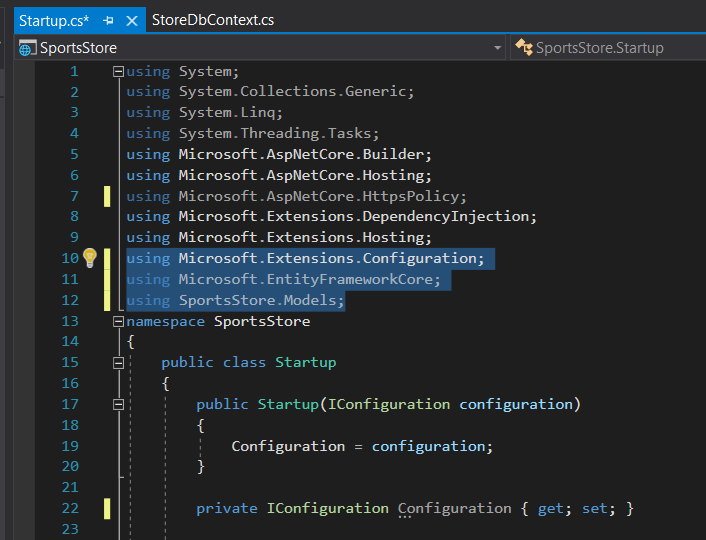 Startup.cs*
StoreDbContext.cs
SportsStore
SportsStore.Startup
1 using System;
2 using System.Collections.Generic;
3 using System.Linq;
4 using System.Threading.Tasks;
5 using Microsoft.AspNetCore.Builder;
6 using Microsoft.AspNetCore.Hosting;
7 using Microsoft.AspNetCore.HttpsPolicy;
8 using Microsoft.Extensions.DependencyInjection;
9 using Microsoft.Extensions.Hosting;
10 using Microsoft.Extensions.Configuration;
11 using Microsoft.EntityFrameworkCore;
12 using SportsStore.Models;
13 namespace SportsStore
14 {
15 public class Startup
16 {
17 public Startup(IConfiguration configuration)
18 {
19 Configuration = configuration;
20 }
21
22 private IConfiguration Configuration { get; set; }
23